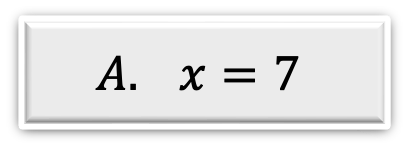 A. x = 7